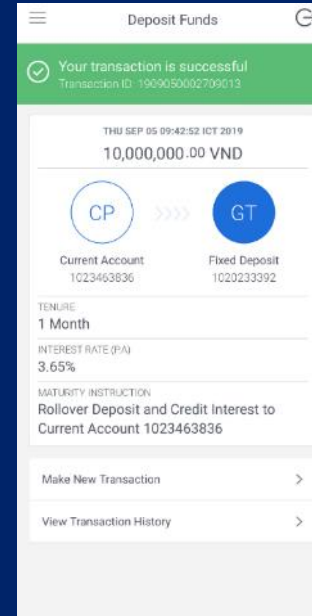 Deposit Funds
Your transaction is successful
Transaction ID: 1909050002709013
THU SEP 05 09:42:52 ICT 2019
10,000,000.00 VND
CP
GT
Current Account
1023463836
Fixed Deposit
1020233392
TENURE
1 Month
INTEREST RATE (P.A)
3.65%
MATURITY INSTRUCTION
Rollover Deposit and Credit Interest to
Current Account 1023463836
Make New Transaction
View Transaction History